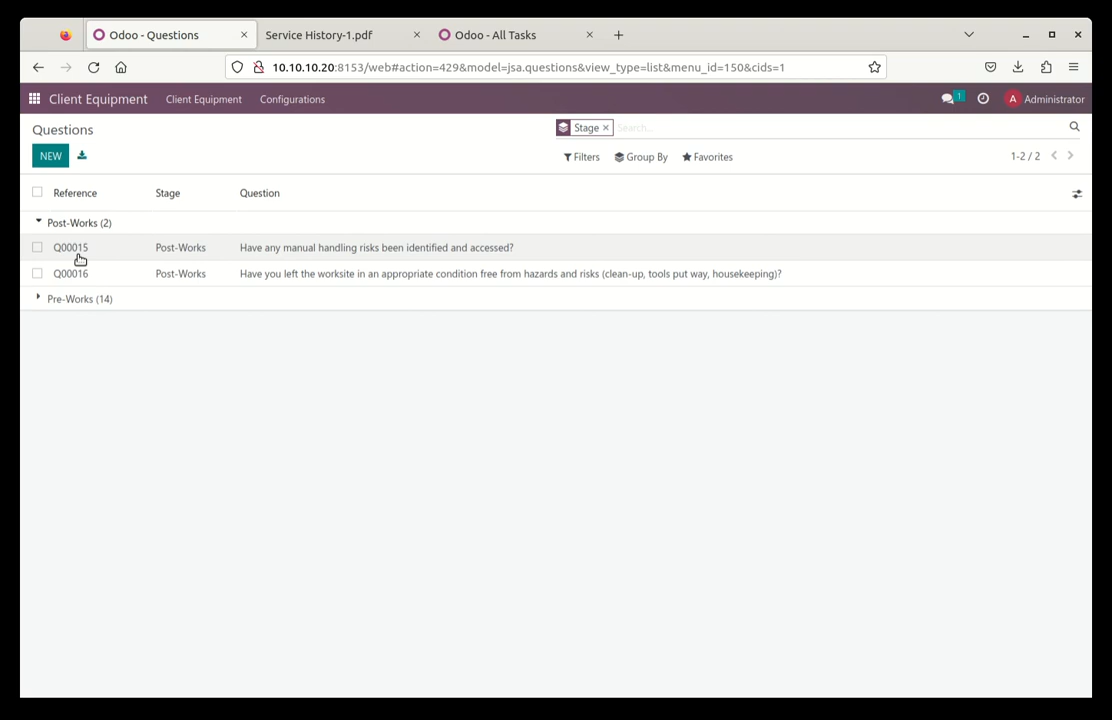 Odoo - Questions
Service History-1.pdf
Odoo - All Tasks
10.10.10.20:8153/web#action=429&model=jsa.questions&view_type=list&menu_id=150&cids=1
Client Equipment
Client Equipment
Configurations
1
A
Administrator
Questions
Stage
Search...
NEW
Filters
Group By
Favorites
1-2 / 2
Reference
Stage
Question
Post-Works (2)
Q00015
Post-Works
Have any manual handling risks been identified and accessed?
Q00016
Post-Works
Have you left the worksite in an appropriate condition free from hazards and risks (clean-up, tools put way, housekeeping)?
Pre-Works (14)